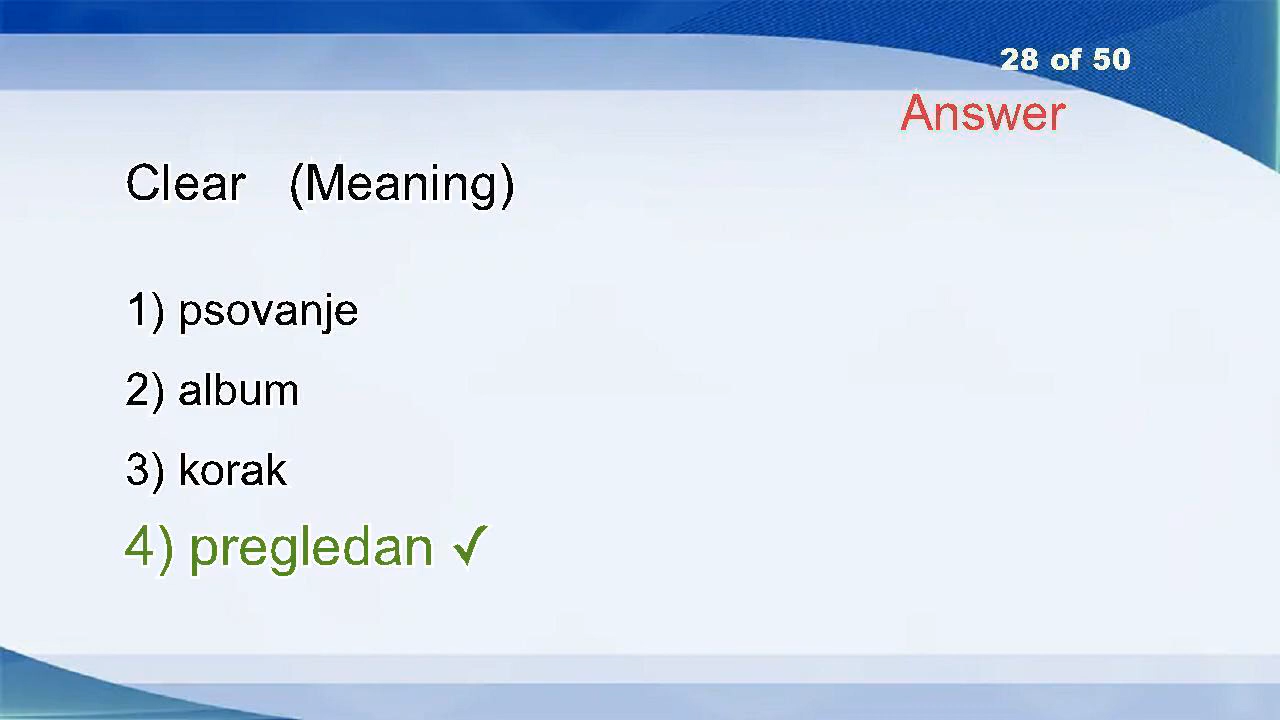 28 of 50
Answer
Clear (Meaning)
1) psovanje
2) album
3) korak
4) pregledan ✓